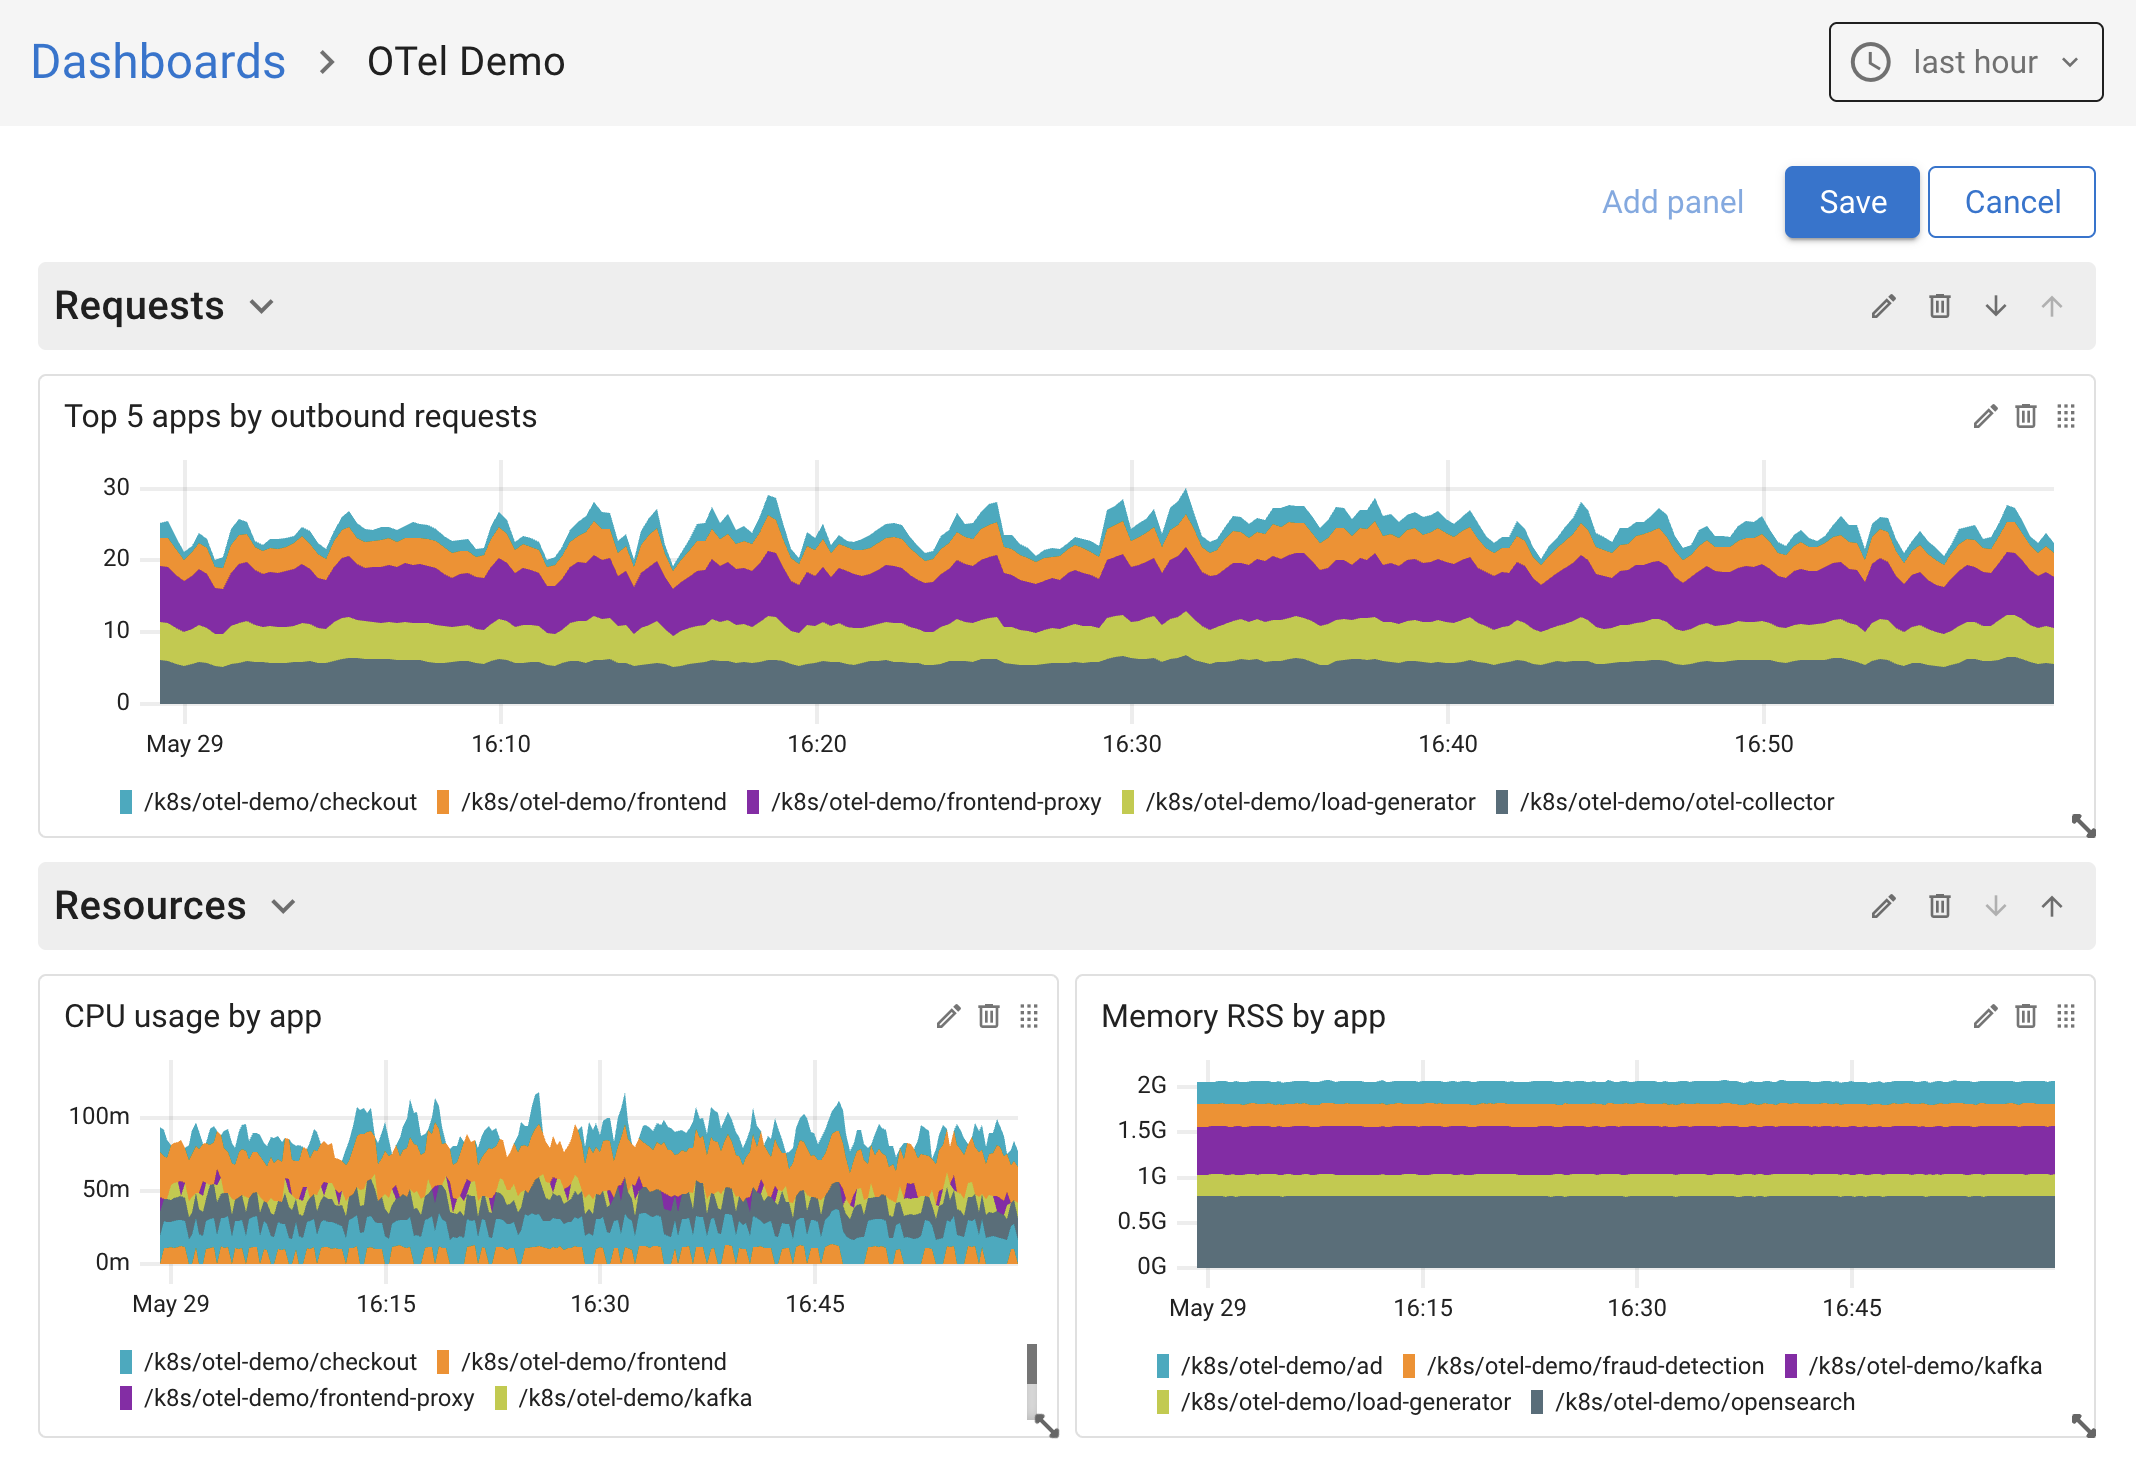 Dashboards > OTel Demo
last hour
Add panel Save Cancel
Requests
Top 5 apps by outbound requests
30
20
10
0
May 29 16:10 16:20 16:30 16:40 16:50
/k8s/otel-demo/checkout /k8s/otel-demo/frontend /k8s/otel-demo/frontend-proxy /k8s/otel-demo/load-generator /k8s/otel-demo/otel-collector
Resources
CPU usage by app
100m
50m
0m
May 29 16:15 16:30 16:45
/k8s/otel-demo/checkout /k8s/otel-demo/frontend
/k8s/otel-demo/frontend-proxy /k8s/otel-demo/kafka
Memory RSS by app
2G
1.5G
1G
0.5G
0G
May 29 16:15 16:30 16:45
/k8s/otel-demo/ad /k8s/otel-demo/fraud-detection /k8s/otel-demo/kafka
/k8s/otel-demo/load-generator /k8s/otel-demo/opensearch